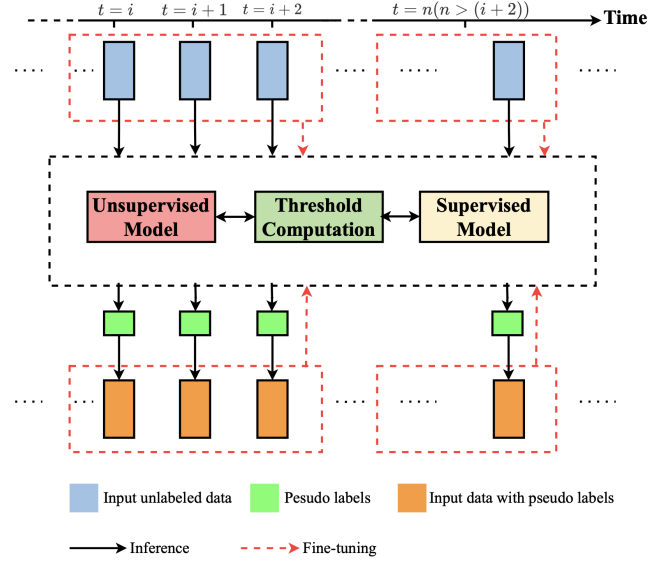 t = i
t = i + 1
t = i + 2
t = n(n > (i + 2))
Time
Unsupervised
Model
Threshold
Computation
Supervised
Model
Input unlabeled data
Pesudo labels
Input data with pseudo labels
Inference
Fine-tuning